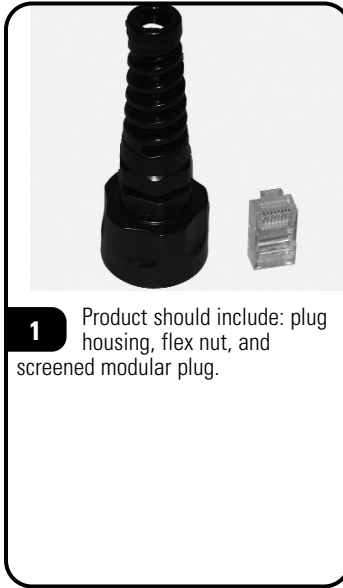 1
Product should include: plug
housing, flex nut, and
screened modular plug.